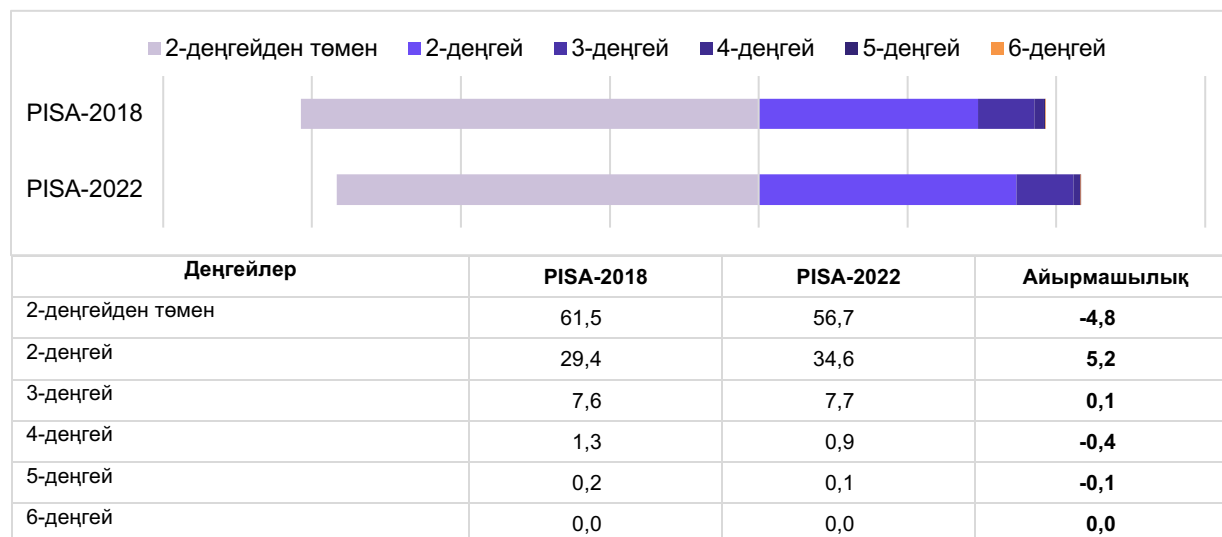 2-деңгейден төмен 2-деңгей 3-деңгей 4-деңгей 5-деңгей 6-деңгей
PISA-2018
PISA-2022
Деңгейлер PISA-2018 PISA-2022 Айырмашылық
2-деңгейден төмен 61,5 56,7 -4,8
2-деңгей 29,4 34,6 5,2
3-деңгей 7,6 7,7 0,1
4-деңгей 1,3 0,9 -0,4
5-деңгей 0,2 0,1 -0,1
6-деңгей 0,0 0,0 0,0